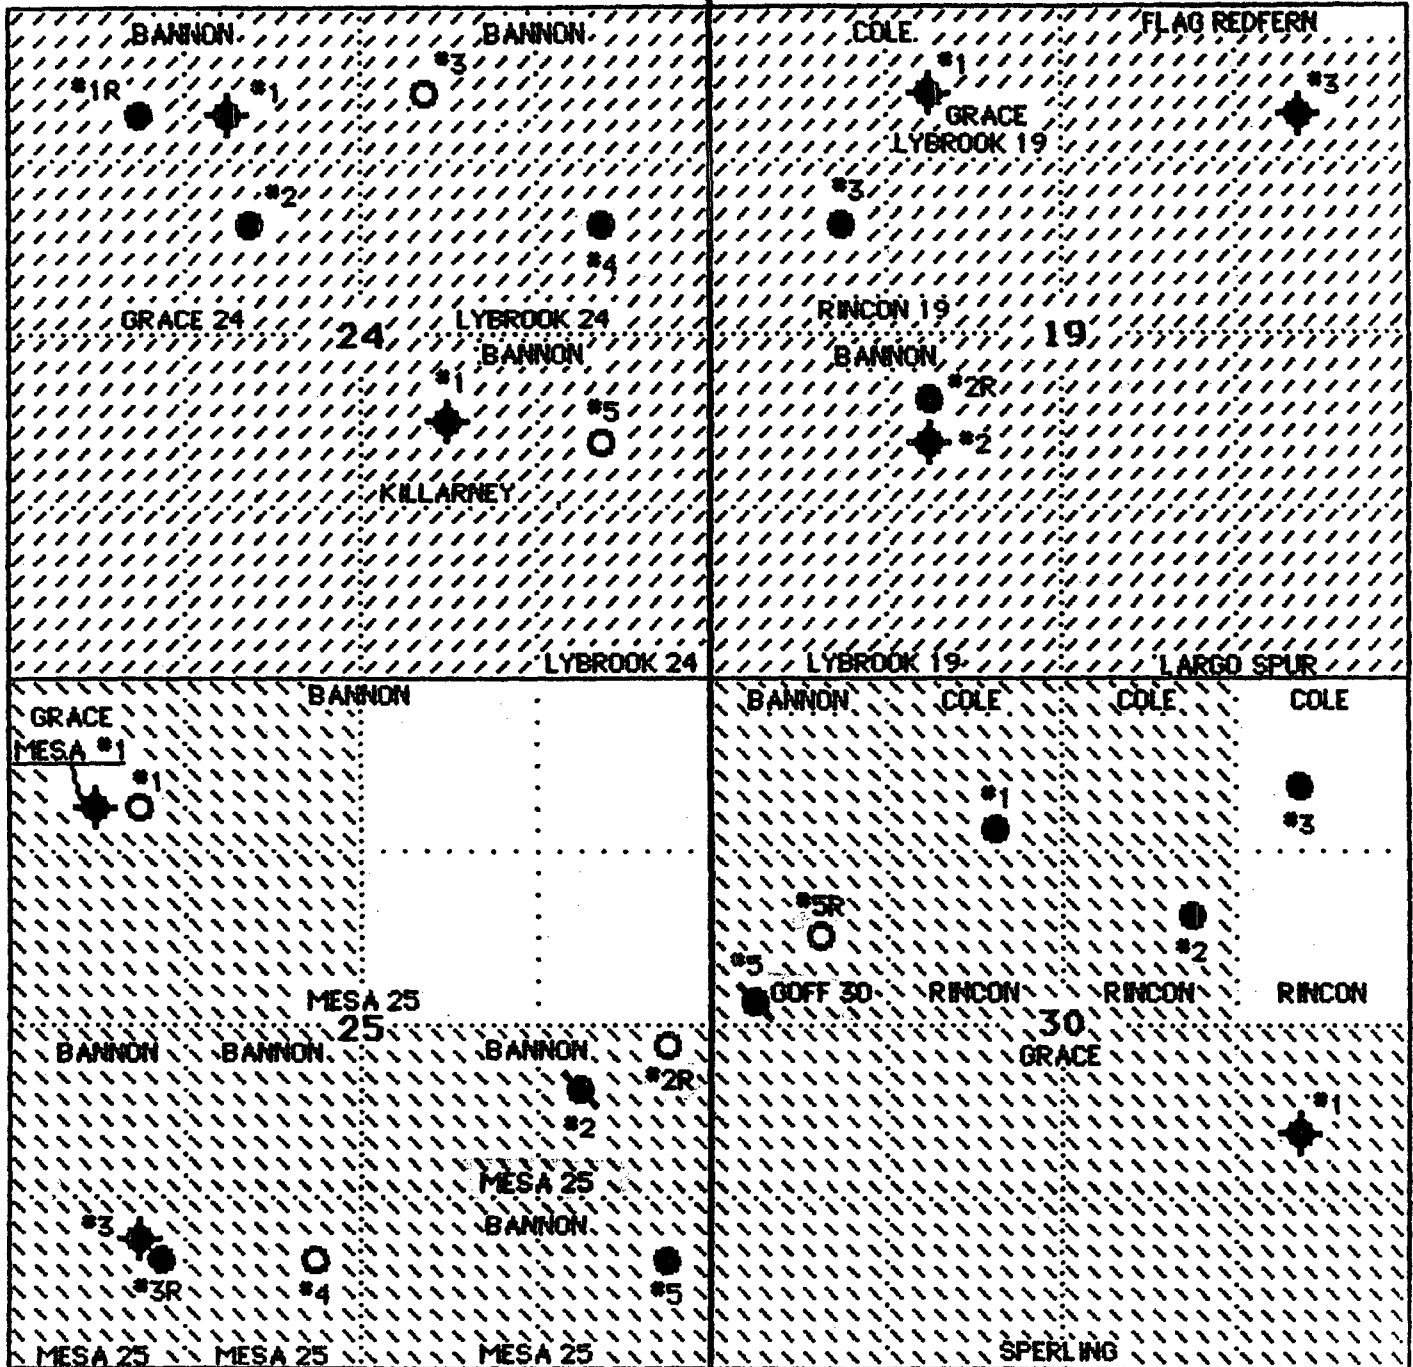 BANNON
BANNON
#1R
#1
#3
#2
#4
GRACE 24
24
LYBROOK 24
BANNON
#1
#5
KILLARNEY
LYBROOK 24
COLE
FLAG REDFERN
#1
#3
GRACE
LYBROOK 19
#3
RINCON 19
19
BANNON
#2R
#2
LYBROOK 19
LARGO SPUR
BANNON
GRACE
MESA #1
#1
MESA 25
25
BANNON
BANNON
BANNON
#2R
#2
MESA 25
#3
BANNON
#3R
#4
#5
MESA 25
MESA 25
MESA 25
BANNON
COLE
COLE
COLE
#1
#3
#5R
#2
#5
GOFF 30
RINCON
RINCON
RINCON
30
GRACE
#1
SPERLING